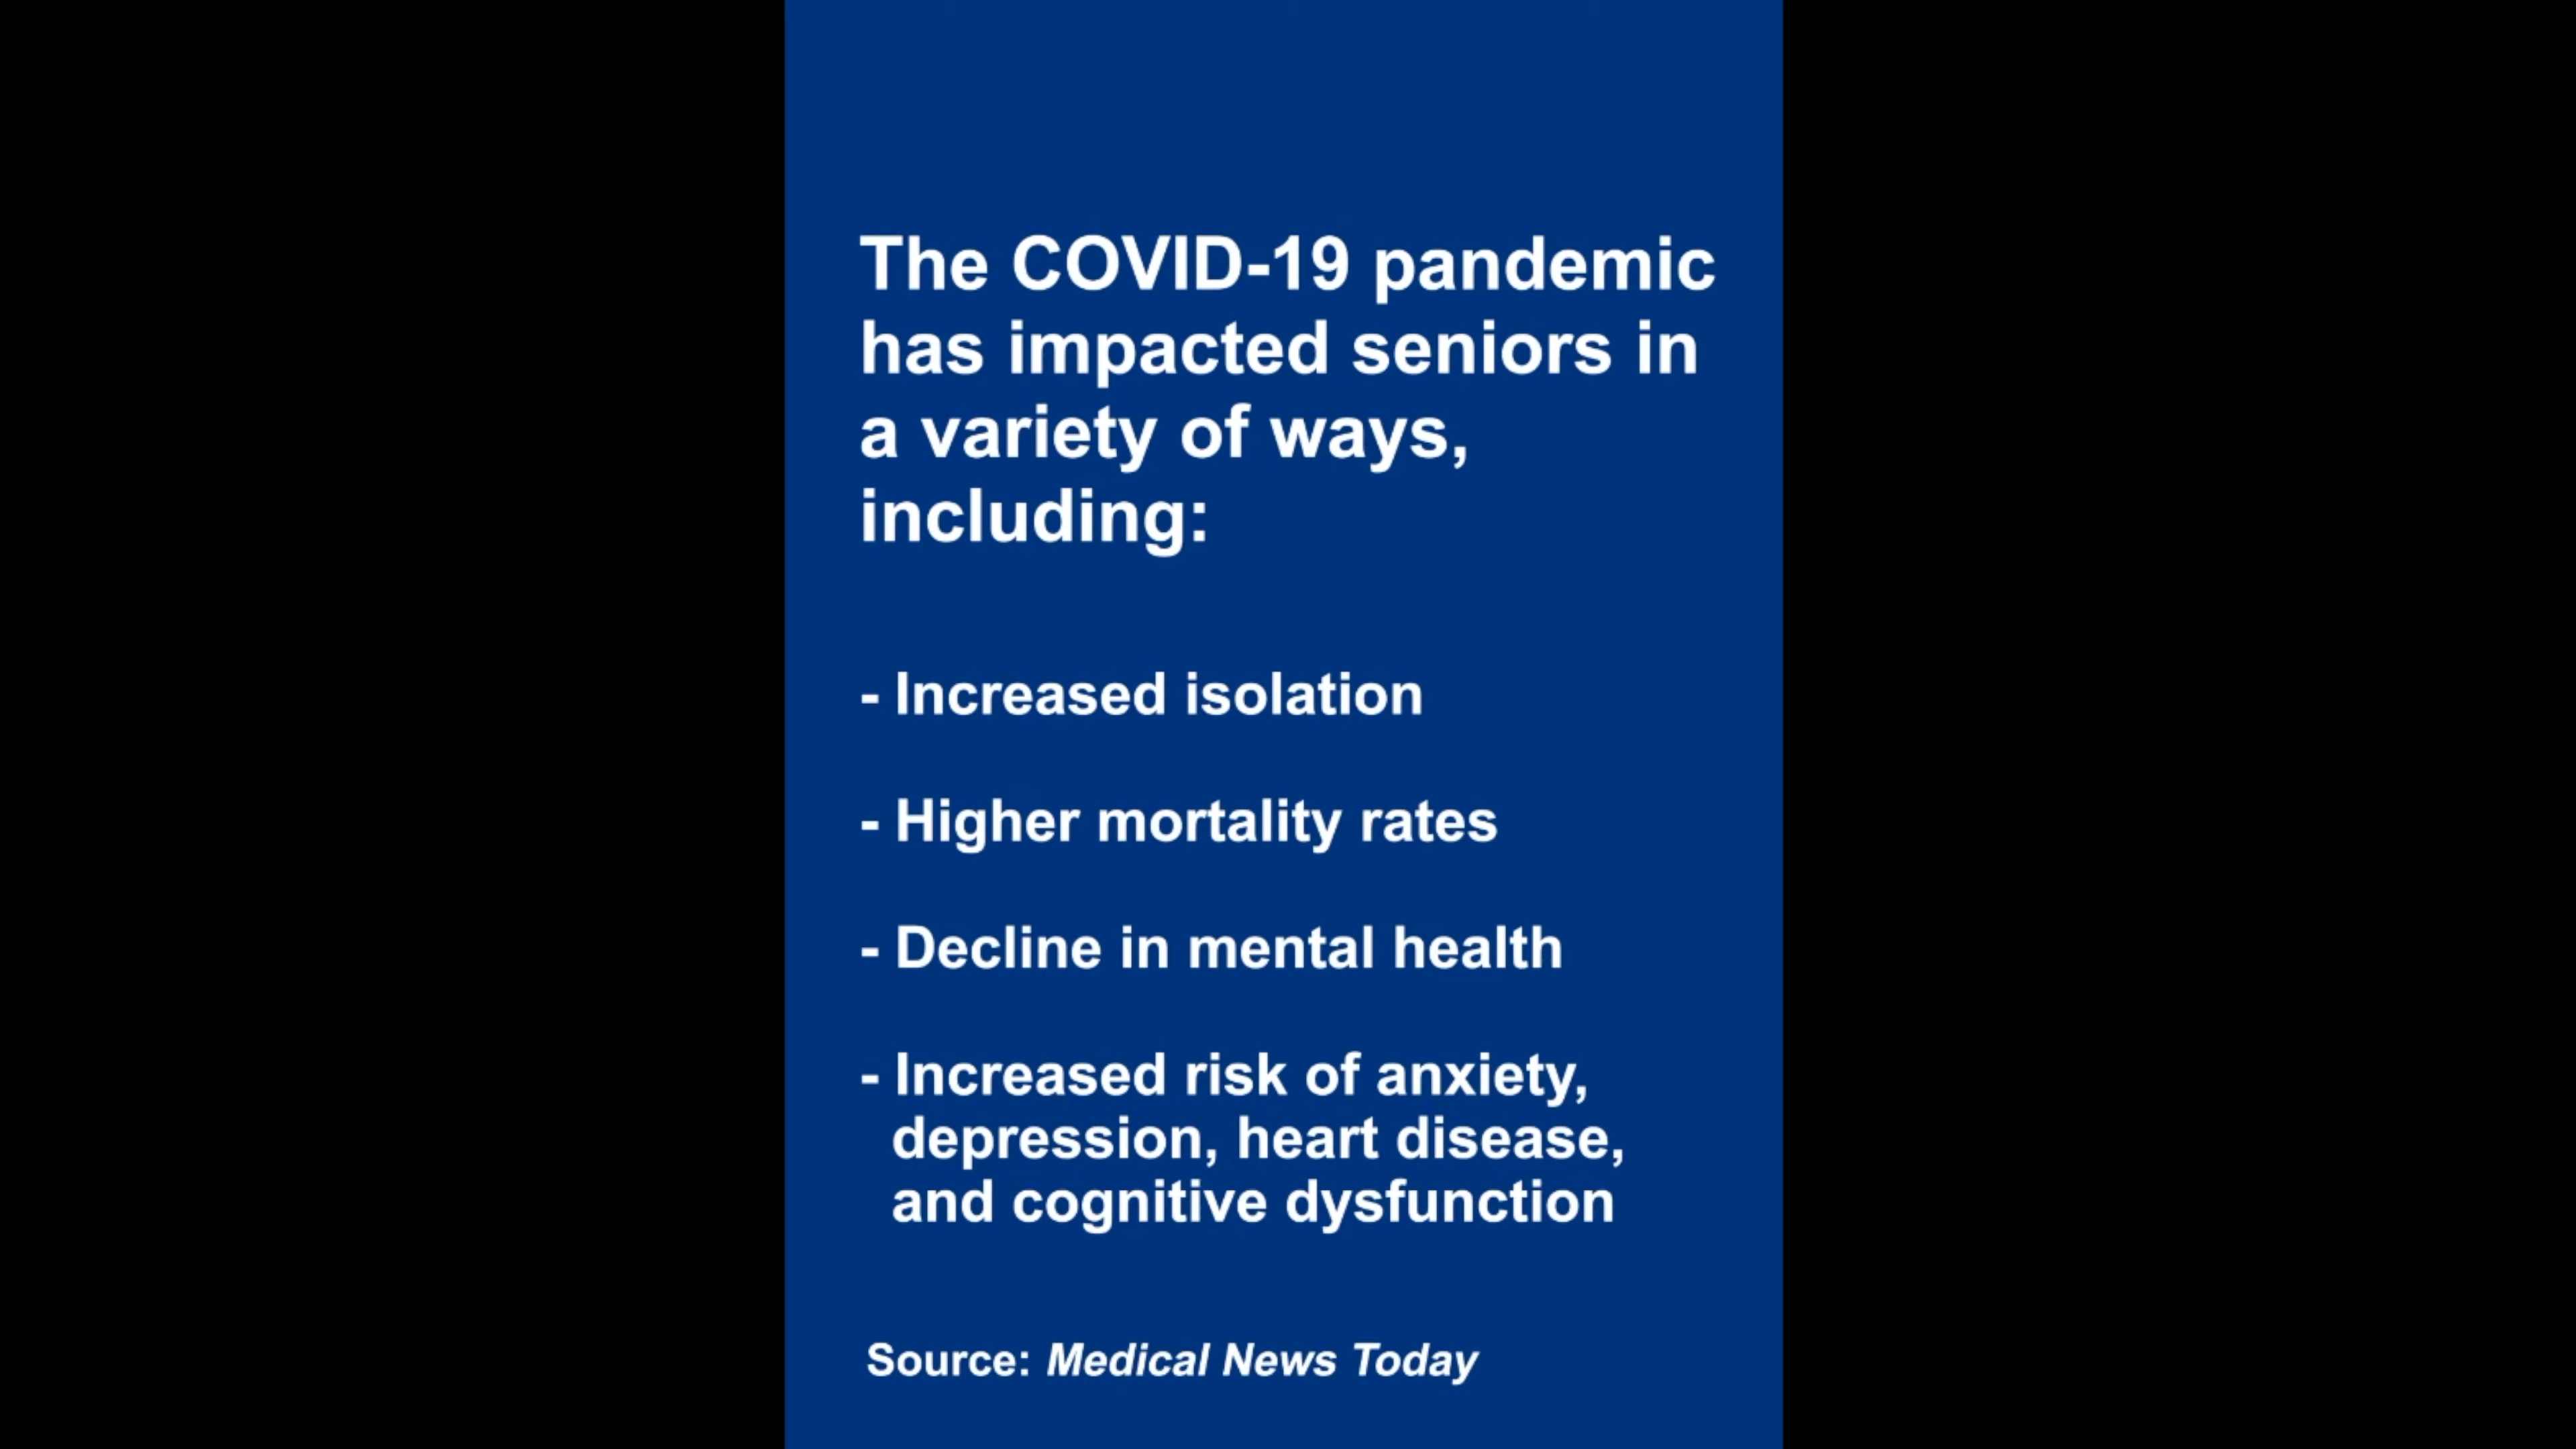 The COVID-19 pandemic
has impacted seniors in
a variety of ways,
including:
- Increased isolation
- Higher mortality rates
- Decline in mental health
- Increased risk of anxiety,
depression, heart disease,
and cognitive dysfunction
Source: Medical News Today